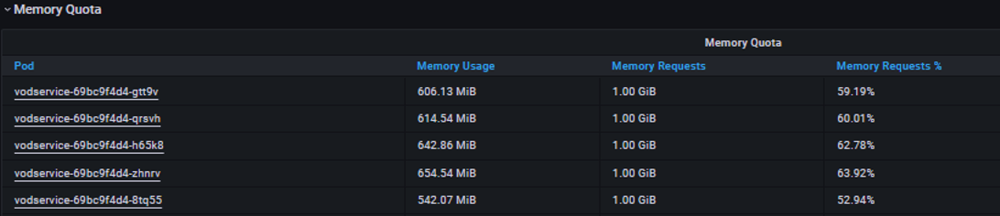 Memory Quota
Memory Quota
Pod Memory Usage Memory Requests Memory Requests %
vodservice-69bc9f4d4-gtt9v 606.13 MiB 1.00 GiB 59.19%
vodservice-69bc9f4d4-qrsvh 614.54 MiB 1.00 GiB 60.01%
vodservice-69bc9f4d4-h65k8 642.86 MiB 1.00 GiB 62.78%
vodservice-69bc9f4d4-zhnrv 654.54 MiB 1.00 GiB 63.92%
vodservice-69bc9f4d4-8tq55 542.07 MiB 1.00 GiB 52.94%